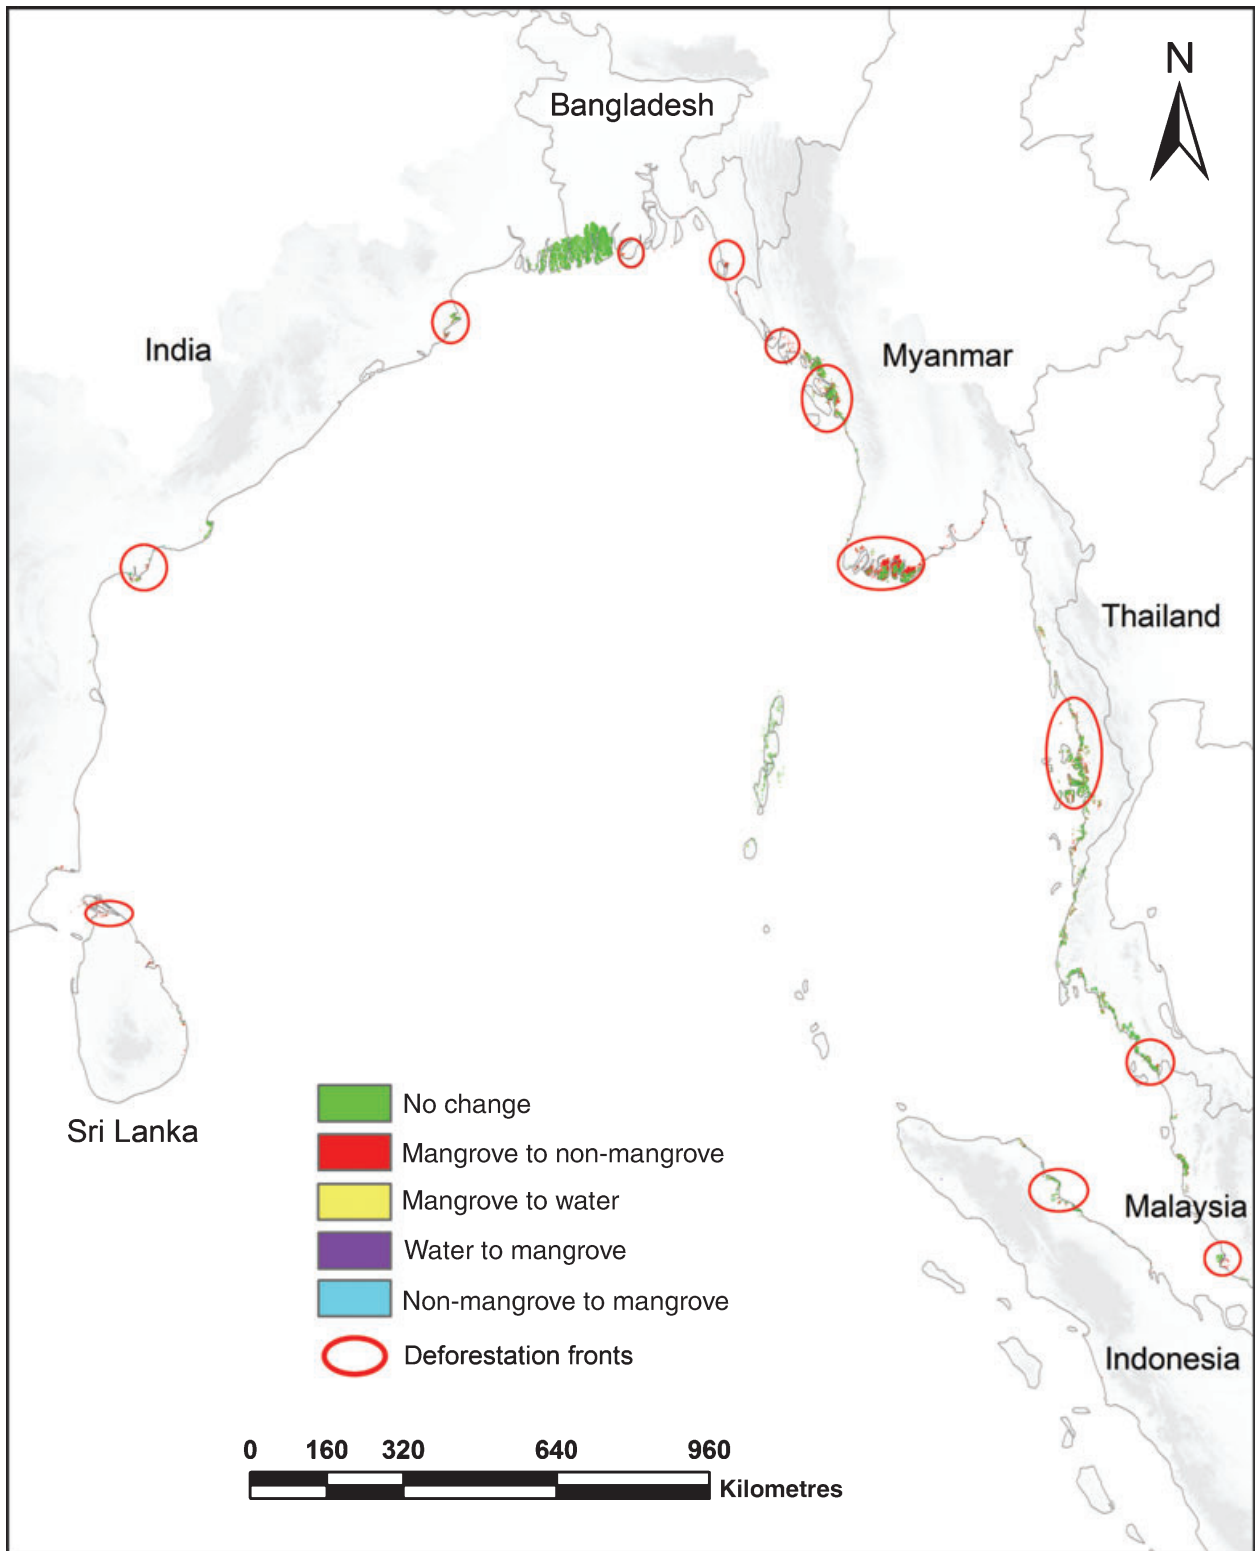 N
Bangladesh
India
Myanmar
Thailand
Sri Lanka
No change
Mangrove to non-mangrove
Mangrove to water
Water to mangrove
Non-mangrove to mangrove
Deforestation fronts
Malaysia
Indonesia
0 160 320 640 960
Kilometres